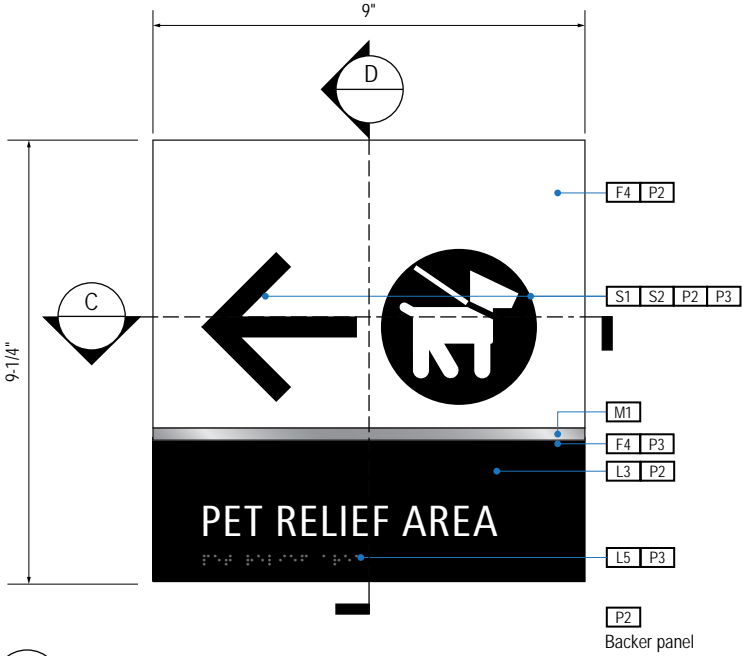 9"
D
F4 P2
C
S1 S2 P2 P3
9-1/4"
M1
F4 P3
L3 P2
PET RELIEF AREA
⠏⠑⠞ ⠗⠑⠇⠊⠑⠋ ⠁⠗⠑⠁
L5 P3
P2
Backer panel